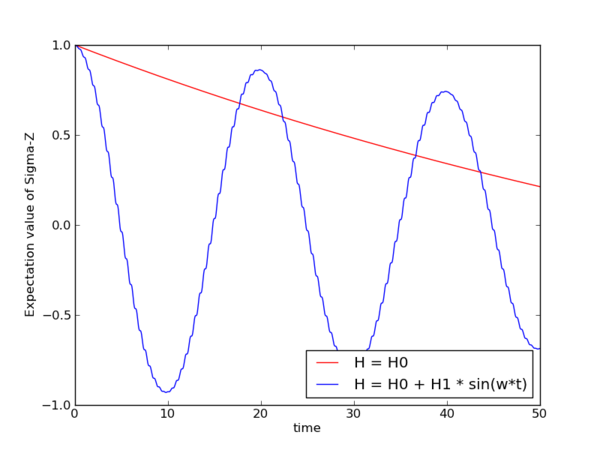 1.0
0.5
0.0
−0.5
−1.0
Expectation value of Sigma-Z
H = H0
H = H0 + H1 * sin(w*t)
0 10 20 30 40 50
time